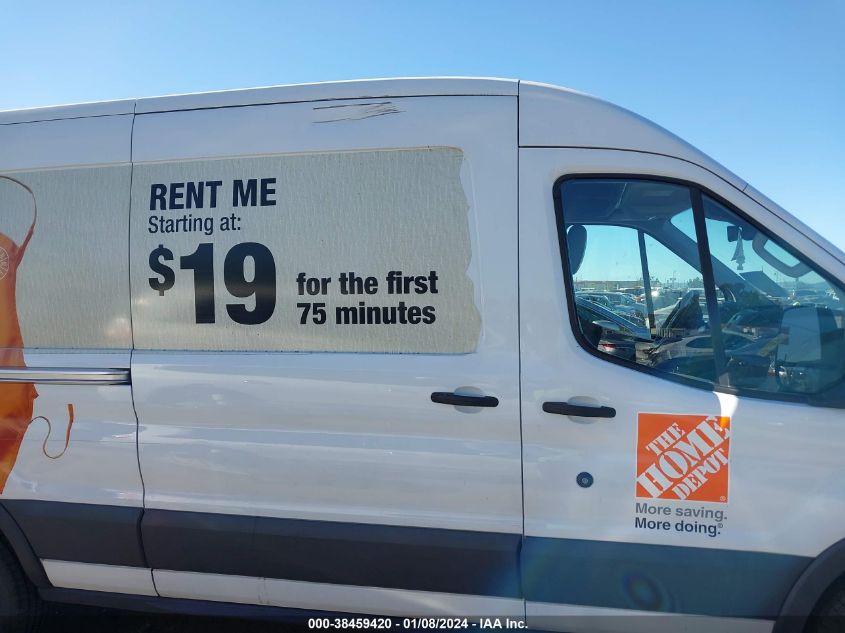 RENT ME
Starting at:
$19
for the first
75 minutes
THE
HOME
DEPOT
More saving.
More doing.®
000-38459420 - 01/08/2024 - IAA Inc.